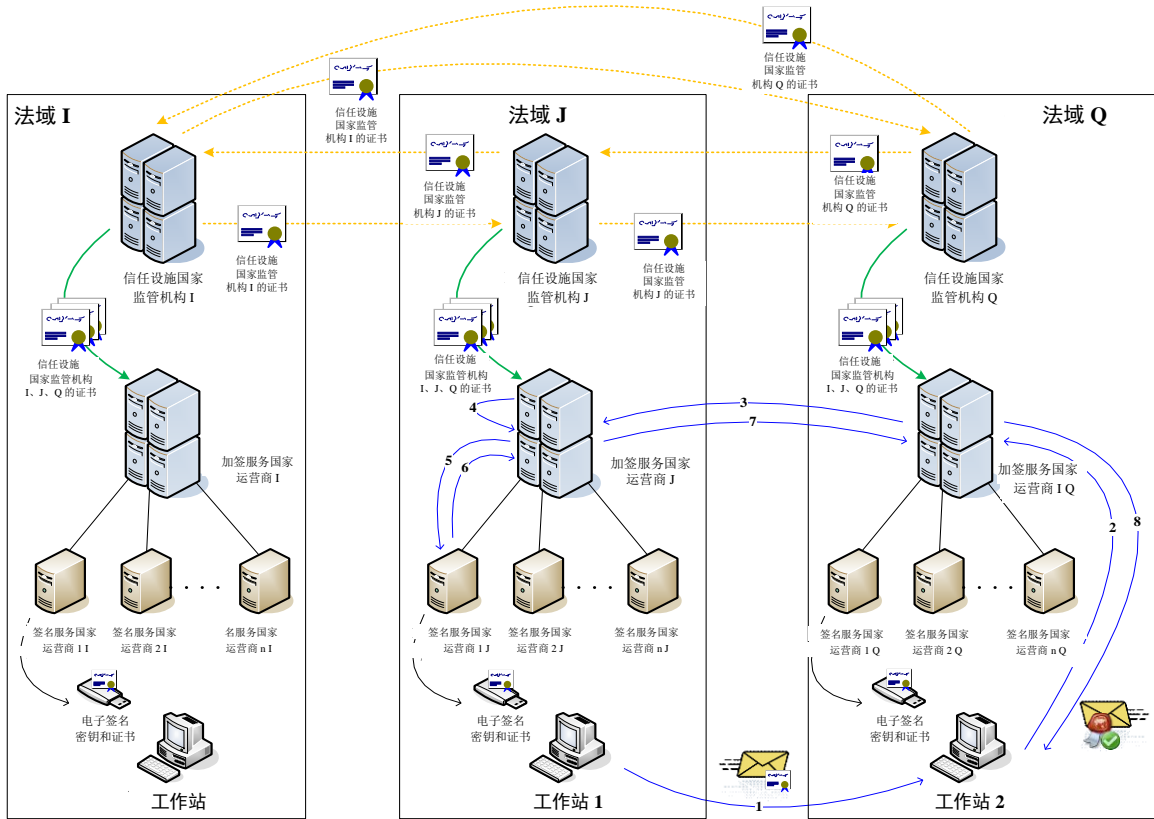 信任设施
国家监管
机构 Q 的证书
信任设施
国家监管
机构 I 的证书
法域 I
法域 J
法域 Q
信任设施
国家监管
机构 J 的证书
信任设施
国家监管
机构 Q 的证书
信任设施
国家监管
机构 I 的证书
信任设施
国家监管
机构 J 的证书
信任设施国家
监管机构 I
信任设施国家
监管机构 J
信任设施国家
监管机构 Q
信任设施
国家监管机构
I、J、Q 的证书
信任设施
国家监管机构
I、J、Q 的证书
信任设施
国家监管机构
I、J、Q 的证书
4
3
7
5
6
2
8
加签服务国家
运营商 I
加签服务国家
运营商 J
加签服务国家
运营商 I Q
签名服务国家
运营商 1 I
签名服务国家
运营商 2 I
名服务国家
运营商 n I
签名服务国家
运营商 1 J
签名服务国家
运营商 2 J
签名服务国家
运营商 n J
签名服务国家
运营商 1 Q
签名服务国家
运营商 2 Q
签名服务国家
运营商 n Q
电子签名
密钥和证书
电子签名
密钥和证书
电子签名
密钥和证书
1
工作站
工作站 1
工作站 2